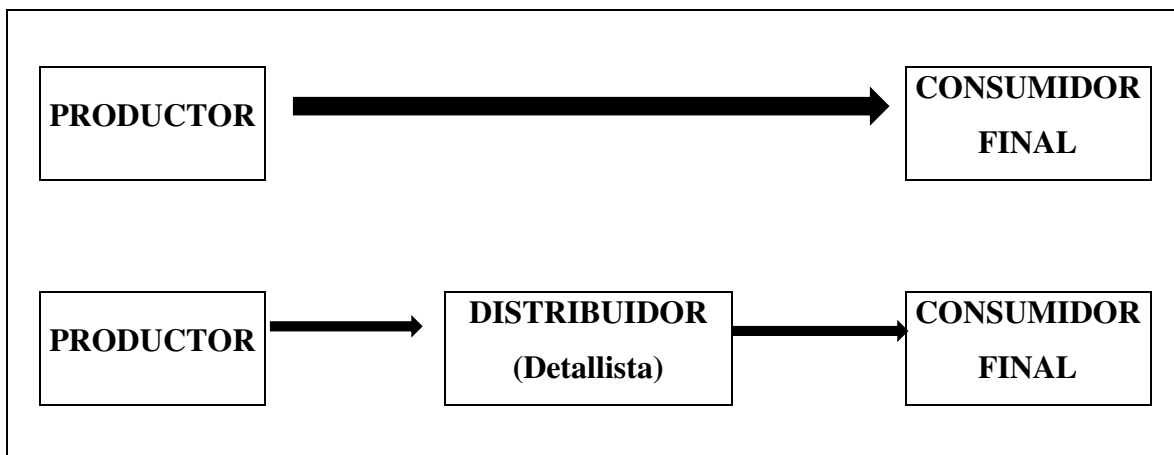 PRODUCTOR
CONSUMIDOR
FINAL
PRODUCTOR
DISTRIBUIDOR
(Detallista)
CONSUMIDOR
FINAL